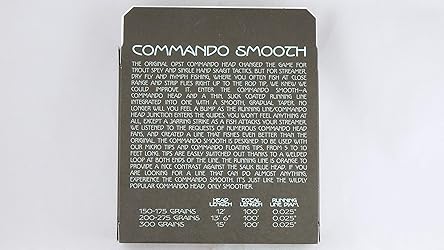 COMMANDO SMOOTH
THE ORIGINAL OPST COMMANDO HEAD CHANGED THE GAME FOR
TROUT SPEY AND SINGLE HAND SKAGIT TACTICS, BUT FOR STREAMER,
DRY FLY AND NYMPH FISHING, WHERE YOU OFTEN FISH AT CLOSE
RANGE AND STRIP FLIES RIGHT UP TO THE ROD TIP, WE KNEW WE
COULD IMPROVE IT. ENTER THE COMMANDO SMOOTH—A
COMMANDO HEAD AND A THIN, SLICK COATED RUNNING LINE
INTEGRATED INTO ONE WITH A SMOOTH, GRADUAL TAPER. NO
LONGER WILL YOU FEEL A BUMP AS THE RUNNING LINE/COMMANDO
HEAD JUNCTION ENTERS THE GUIDES. YOU WON'T FEEL ANYTHING AT
ALL, EXCEPT A JARRING STRIKE AS A FISH ATTACKS YOUR STREAMER.
WE LISTENED TO THE REQUESTS OF NUMEROUS COMMANDO HEAD
FANS, AND CREATED A LINE THAT FISHES EVEN BETTER THAN THE
ORIGINAL. THE COMMANDO SMOOTH IS DESIGNED TO BE USED WITH
OUR MICRO TIPS AND COMMANDO FLOATING TIPS, FROM 5 TO 10
FEET LONG. TIPS ARE EASILY SWITCHED OUT THANKS TO A WELDED
LOOP AT BOTH ENDS OF THE LINE. THE RUNNING LINE IS ORANGE TO
PROVIDE A NICE CONTRAST AGAINST THE SALIK BLUE HEAD. IF YOU
ARE LOOKING FOR A LINE THAT CAN DO ALMOST ANYTHING,
EXPERIENCE THE COMMANDO SMOOTH. IT'S JUST LIKE THE WILDLY
POPULAR COMMANDO HEAD, ONLY SMOOTHER.
HEAD LENGTH TOTAL LENGTH RUNNING LINE DIAM.
150-175 GRAINS 12' 100' 0.025"
200-275 GRAINS 13' 6" 100' 0.025"
300 GRAINS 15' 100' 0.025"